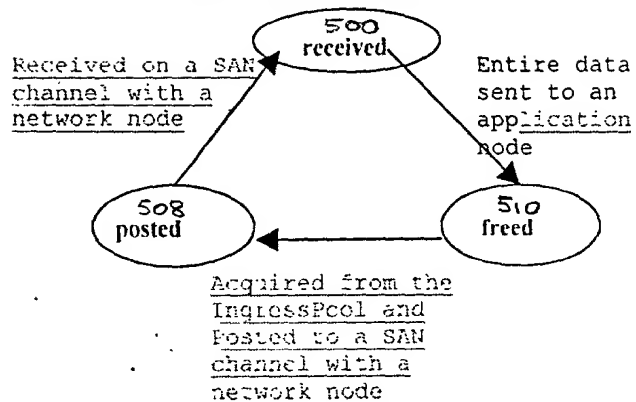 500
received
Received on a SAN
channel with a
network node
Entire data
sent to an
application
node
508
posted
510
freed
Acquired from the
IngressPool and
Posted to a SAN
channel with a
network node